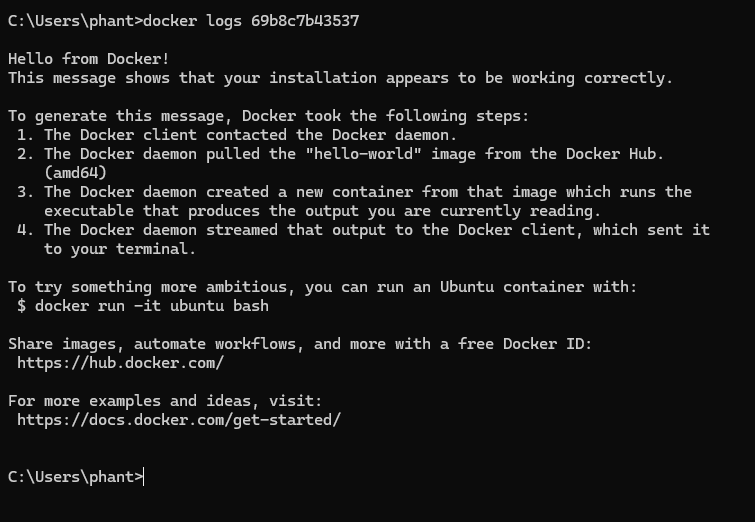 C:\Users\phant>docker logs 69b8c7b43537
Hello from Docker!
This message shows that your installation appears to be working correctly.
To generate this message, Docker took the following steps:
1. The Docker client contacted the Docker daemon.
2. The Docker daemon pulled the "hello-world" image from the Docker Hub.
(amd64)
3. The Docker daemon created a new container from that image which runs the
executable that produces the output you are currently reading.
4. The Docker daemon streamed that output to the Docker client, which sent it
to your terminal.
To try something more ambitious, you can run an Ubuntu container with:
$ docker run -it ubuntu bash
Share images, automate workflows, and more with a free Docker ID:
https://hub.docker.com/
For more examples and ideas, visit:
https://docs.docker.com/get-started/
C:\Users\phant>